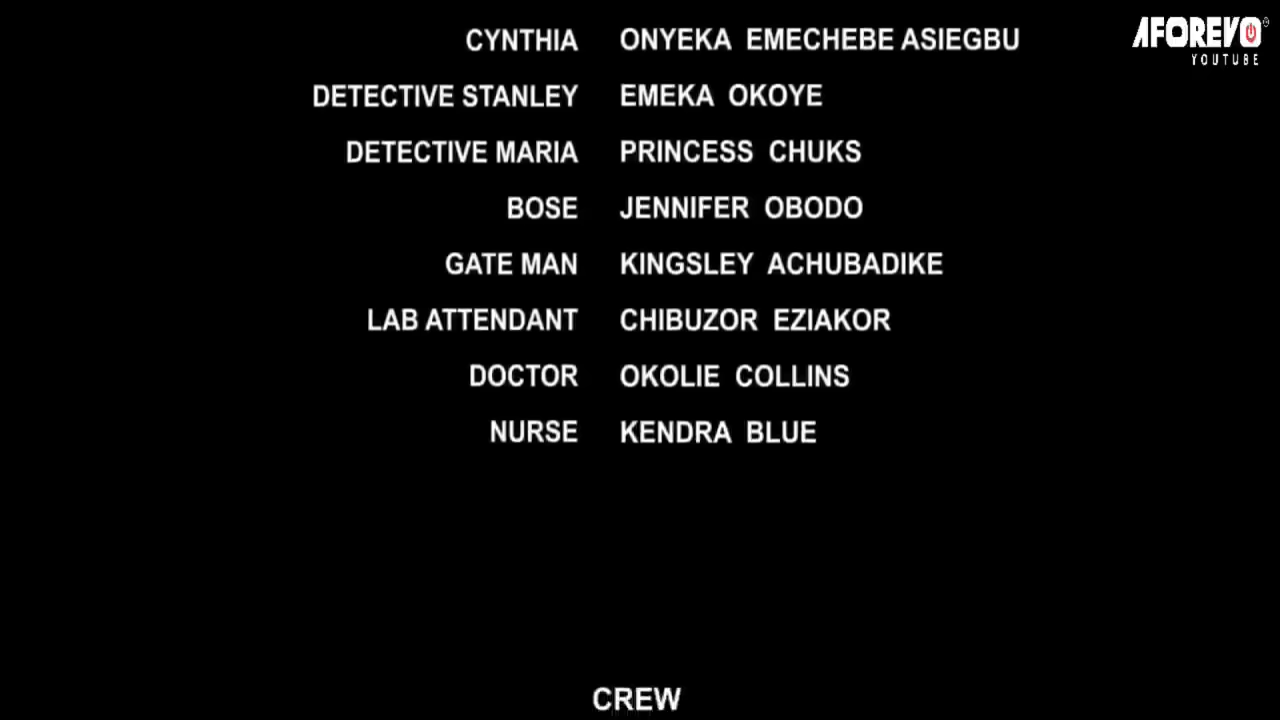 AFOREVO
YOUTUBE
CYNTHIA ONYEKA EMECHEBE ASIEGBU
DETECTIVE STANLEY EMEKA OKOYE
DETECTIVE MARIA PRINCESS CHUKS
BOSE JENNIFER OBODO
GATE MAN KINGSLEY ACHUBADIKE
LAB ATTENDANT CHIBUZOR EZIAKOR
DOCTOR OKOLIE COLLINS
NURSE KENDRA BLUE
CREW